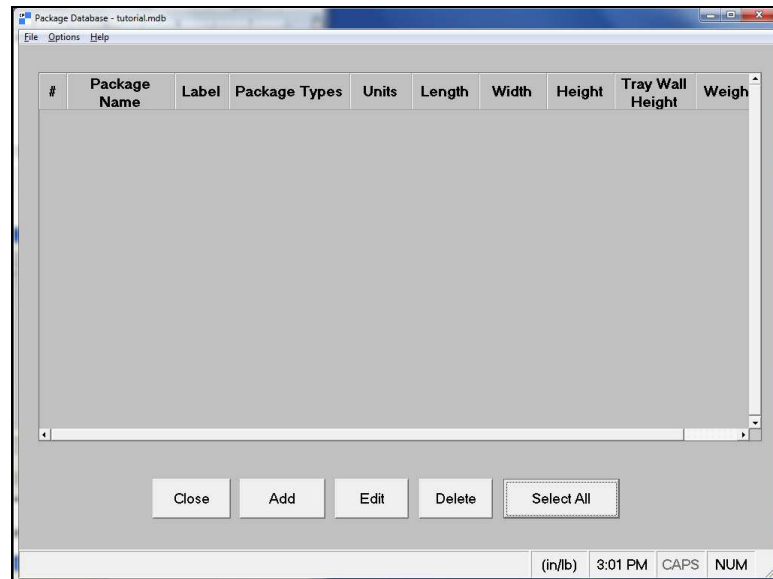 Package Database - tutorial.mdb
File Options Help
# Package Name Label Package Types Units Length Width Height Tray Wall Height Weigh
Close Add Edit Delete Select All
(in/lb) 3:01 PM CAPS NUM